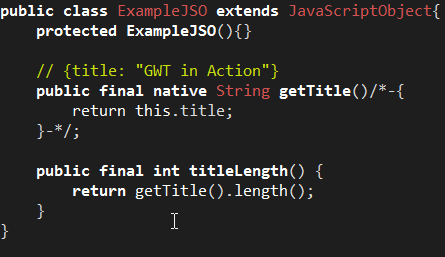 public class ExampleJSO extends JavaScriptObject{
    protected ExampleJSO(){}

    // {title: "GWT in Action"}
    public final native String getTitle()/*-{
        return this.title;
    }-*/;

    public final int titleLength() {
        return getTitle().length();
    }
}